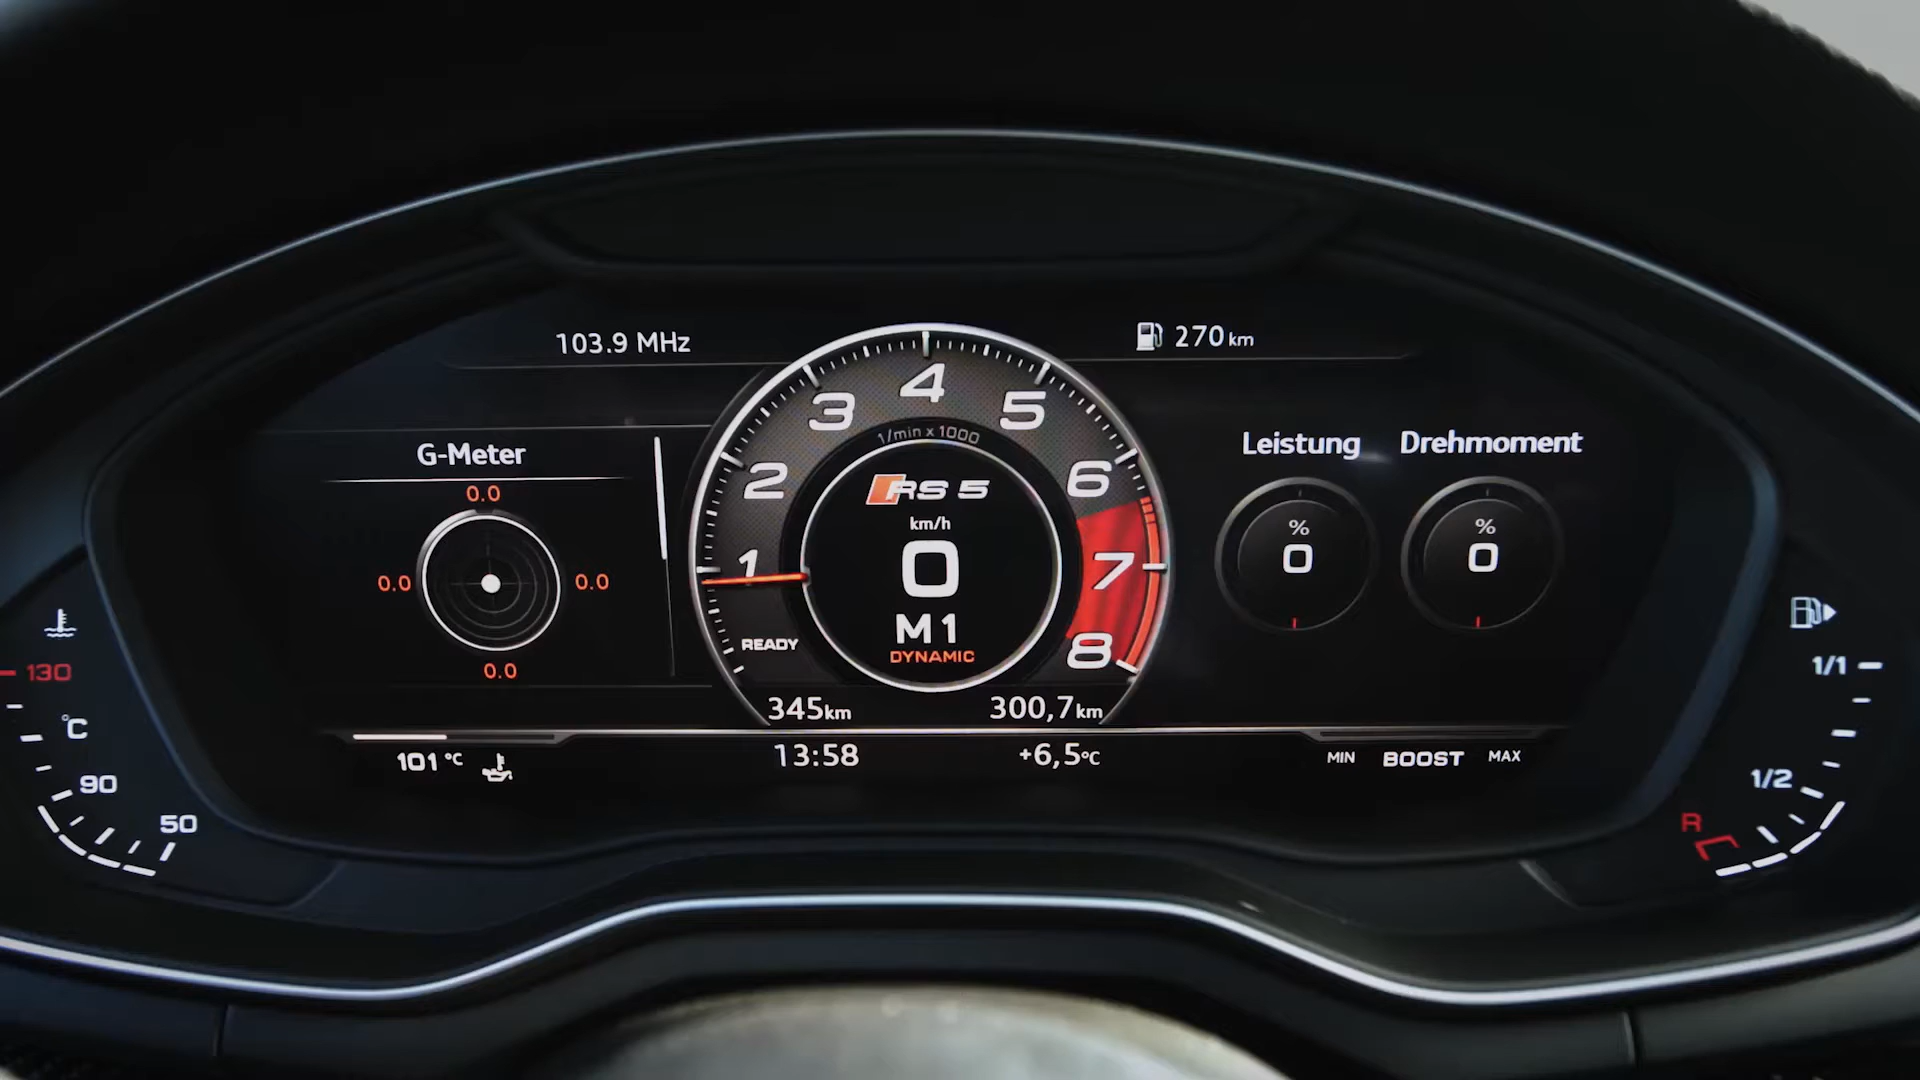 103.9 MHz
270 km
G-Meter
0.0
0.0
0.0
0.0
1
2
3
4
5
6
7
8
1/min x 1000
RS 5
km/h
0
M1
DYNAMIC
READY
345km
300,7km
Leistung
Drehmoment
%
0
%
0
101 °C
13:58
+6,5°C
MIN
BOOST
MAX
130
°C
90
50
1/1
1/2
R